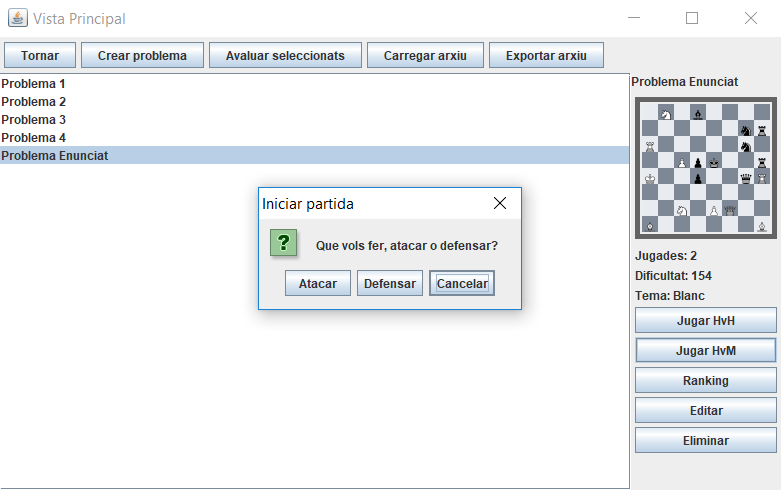 Vista Principal
Tornar Crear problema Avaluar seleccionats Carregar arxiu Exportar arxiu
Problema 1
Problema 2
Problema 3
Problema 4
Problema Enunciat
Iniciar partida
?
Que vols fer, atacar o defensar?
Atacar Defensar Cancelar
Problema Enunciat
Jugades: 2
Dificultat: 154
Tema: Blanc
Jugar HvH
Jugar HvM
Ranking
Editar
Eliminar